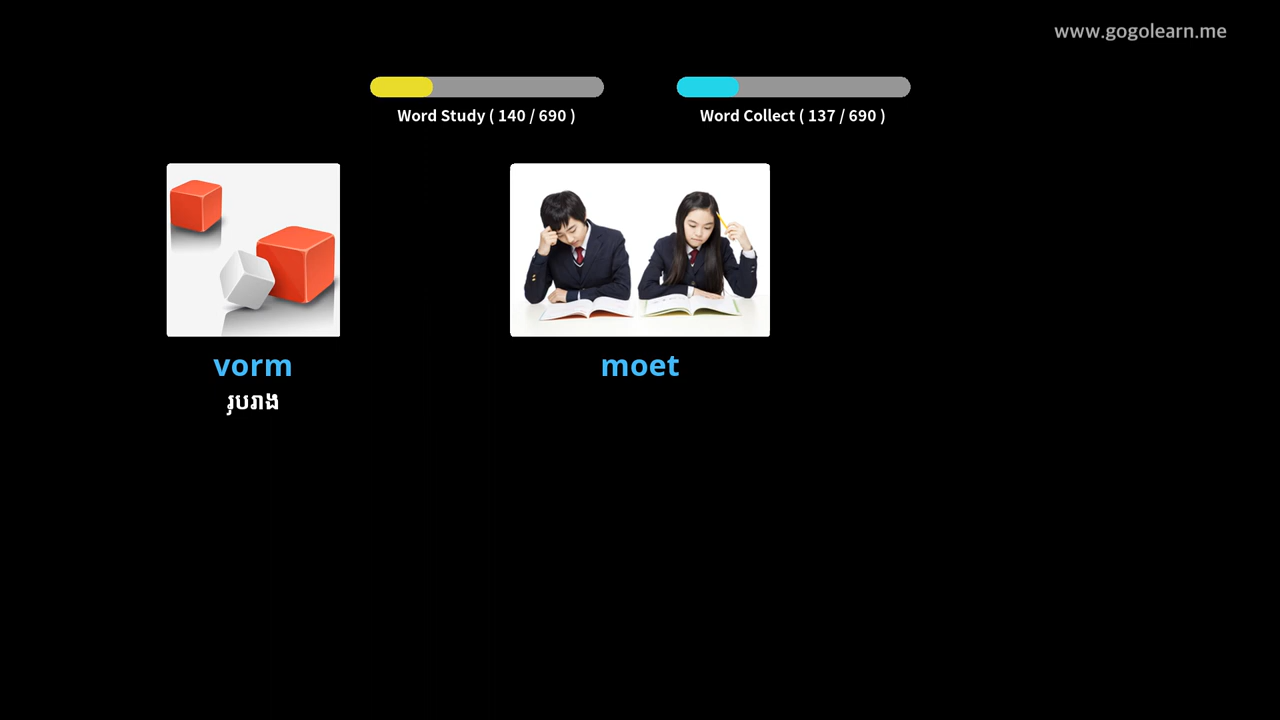 www.gogolearn.me
Word Study ( 140 / 690 )
Word Collect ( 137 / 690 )
vorm
រូបរាង
moet